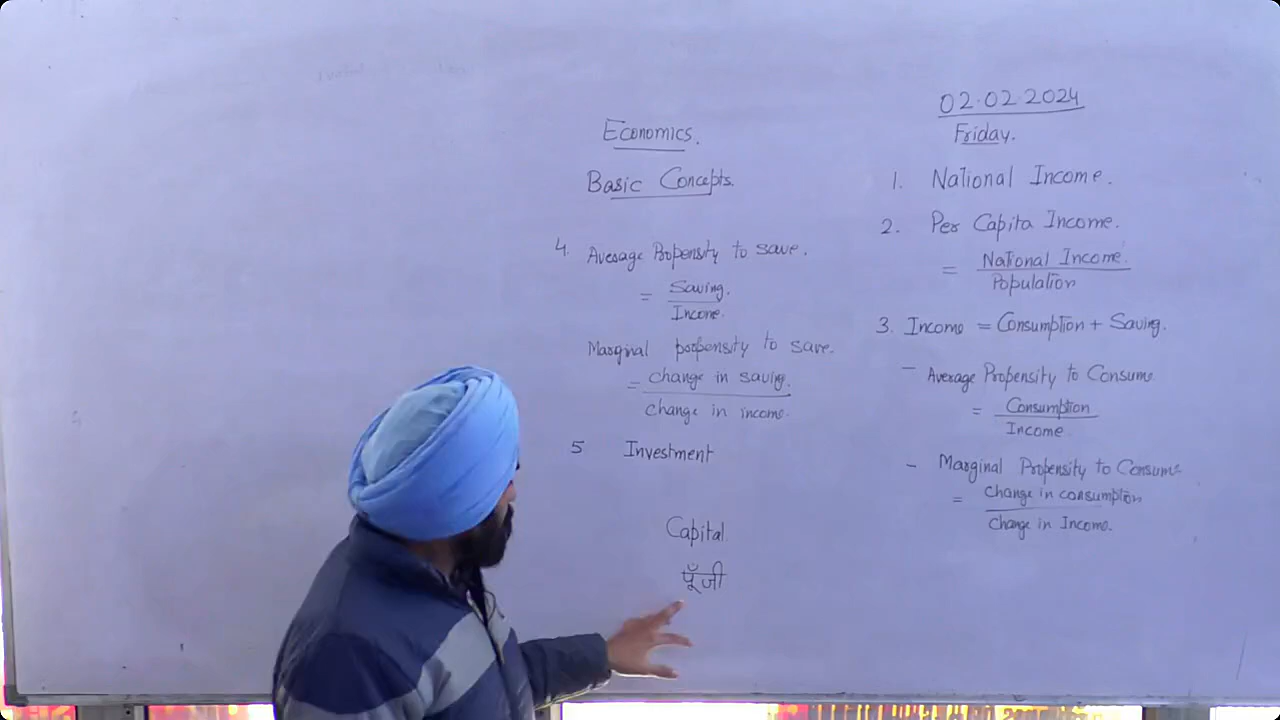 02.02.2024
Friday.
Economics.
Basic Concepts.
1. National Income.
2. Per Capita Income.
= National Income.
Population
3. Income = Consumption + Saving.
- Average Propensity to Consume
= Consumption
Income
- Marginal Propensity to Consume
= change in consumption
change in Income.
4. Average Propensity to save.
= Saving.
Income.
Marginal propensity to save.
= change in saving.
change in income.
5 Investment
Capital
पूँजी